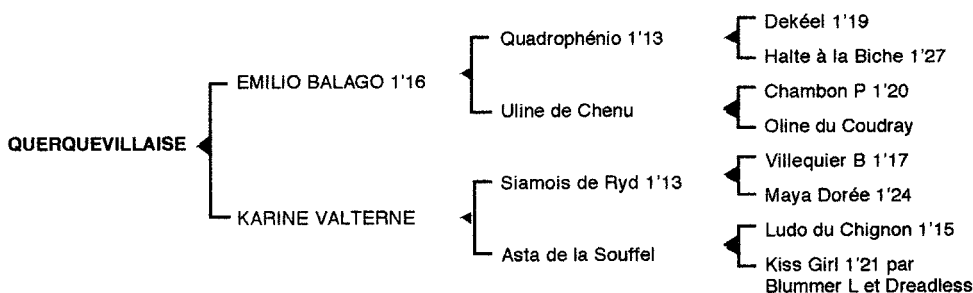 Dekéel 1'19
Quadrophénio 1'13
Halte à la Biche 1'27
EMILIO BALAGO 1'16
Chambon P 1'20
Uline de Chenu
Oline du Coudray
QUERQUEVILLAISE
Villequier B 1'17
Siamois de Ryd 1'13
Maya Dorée 1'24
KARINE VALTERNE
Ludo du Chignon 1'15
Asta de la Souffel
Kiss Girl 1'21 par
Blummer L et Dreadless